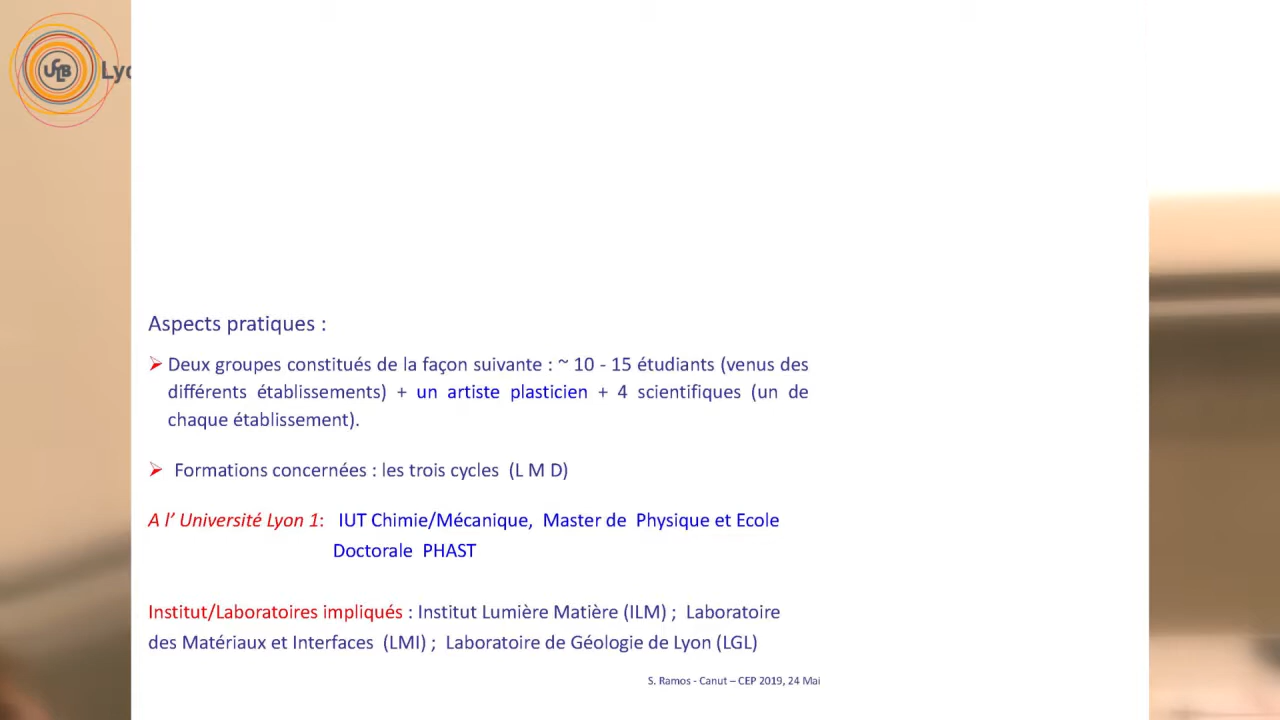 UCLB
Lyo
Aspects pratiques :
Deux groupes constitués de la façon suivante : ~ 10 - 15 étudiants (venus des
différents établissements) + un artiste plasticien + 4 scientifiques (un de
chaque établissement).
Formations concernées : les trois cycles (L M D)
A l’ Université Lyon 1: IUT Chimie/Mécanique, Master de Physique et Ecole
Doctorale PHAST
Institut/Laboratoires impliqués : Institut Lumière Matière (ILM) ; Laboratoire
des Matériaux et Interfaces (LMI) ; Laboratoire de Géologie de Lyon (LGL)
S. Ramos - Canut – CEP 2019, 24 Mai